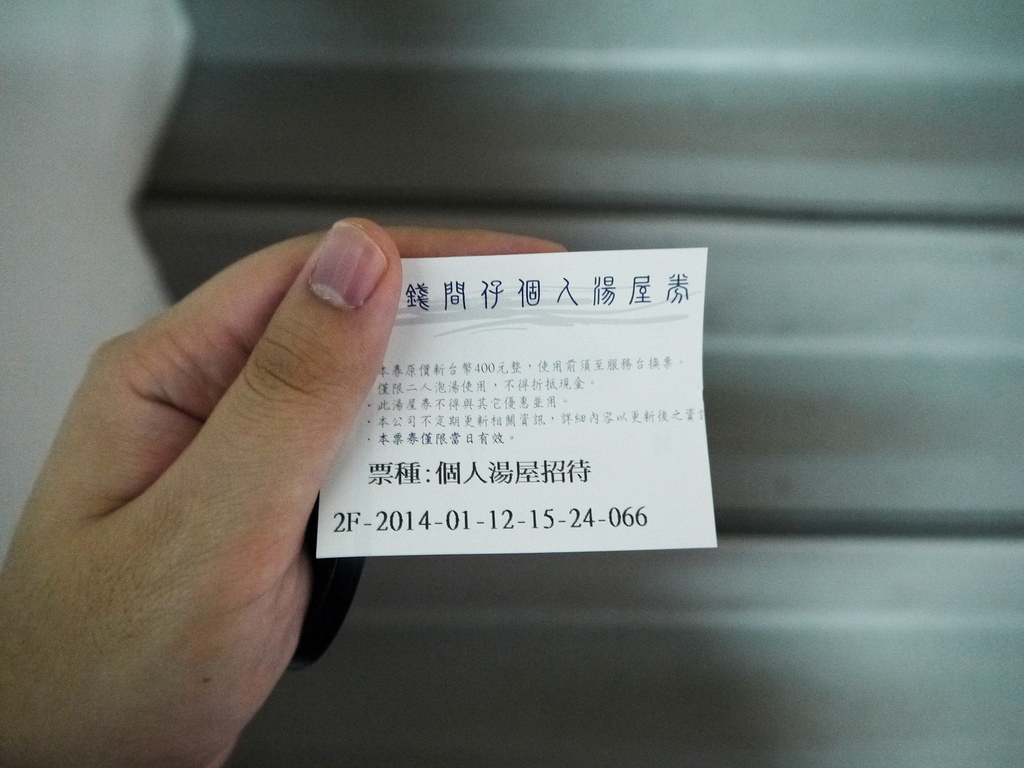 錢間仔個人湯屋券
本券原價新台幣400元整,使用前須至服務台換票。
僅限二人泡湯使用,不得折抵現金。
·此湯屋券不得與其它優惠並用。
·本公司不定期更新相關資訊,詳細內容以更新後之資訊
·本票券僅限當日有效。
票種:個人湯屋招待
2F-2014-01-12-15-24-066